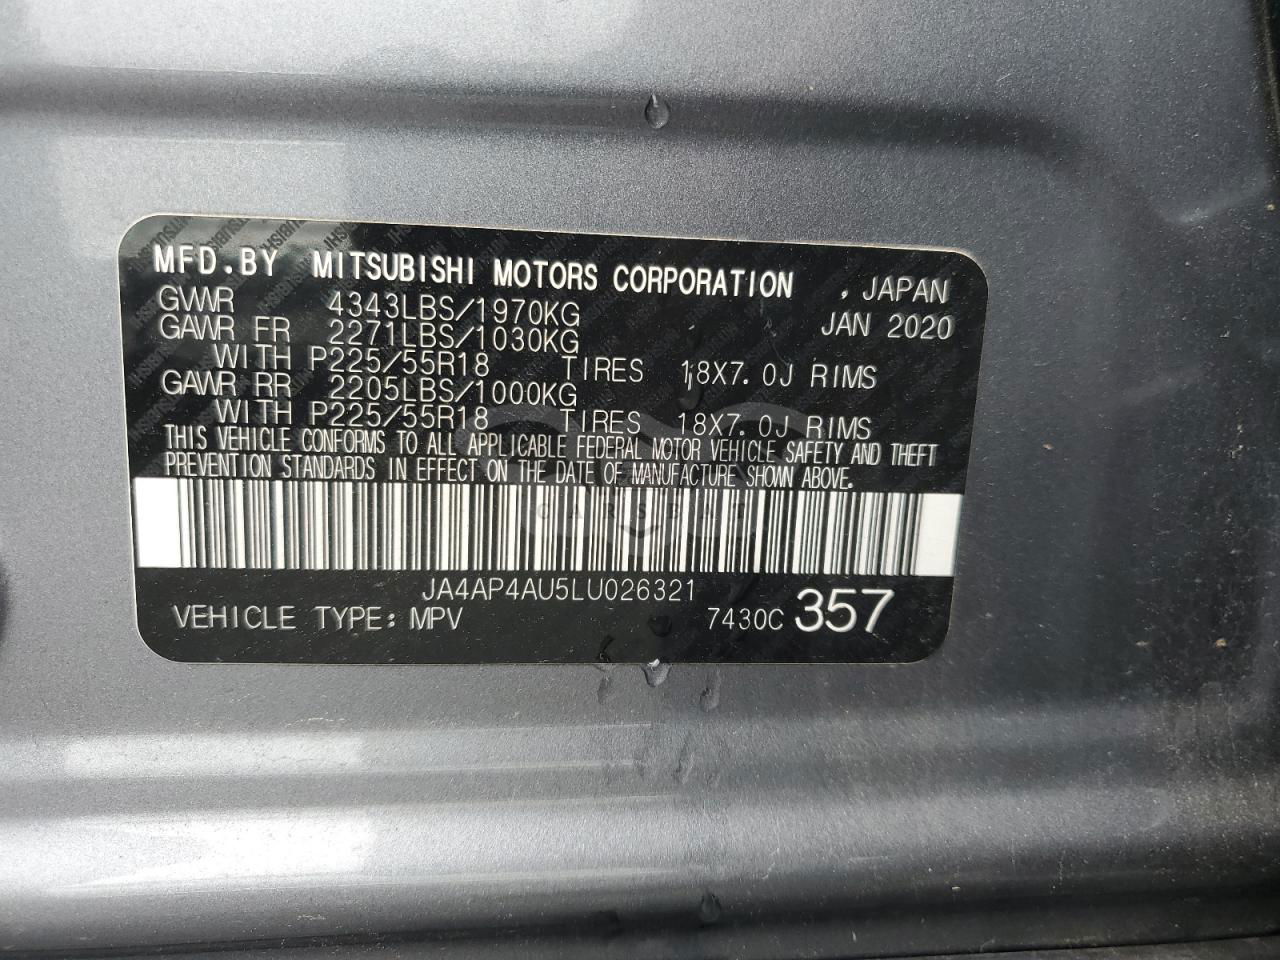 MFD.BY MITSUBISHI MOTORS CORPORATION , JAPAN
GVWR 4343LBS/1970KG JAN 2020
GAWR FR 2271LBS/1030KG
WITH P225/55R18 TIRES 18X7.0J RIMS
GAWR RR 2205LBS/1000KG
WITH P225/55R18 TIRES 18X7.0J RIMS
THIS VEHICLE CONFORMS TO ALL APPLICABLE FEDERAL MOTOR VEHICLE SAFETY AND THEFT
PREVENTION STANDARDS IN EFFECT ON THE DATE OF MANUFACTURE SHOWN ABOVE.
JA4AP4AU5LU026321
VEHICLE TYPE: MPV 7430C 357